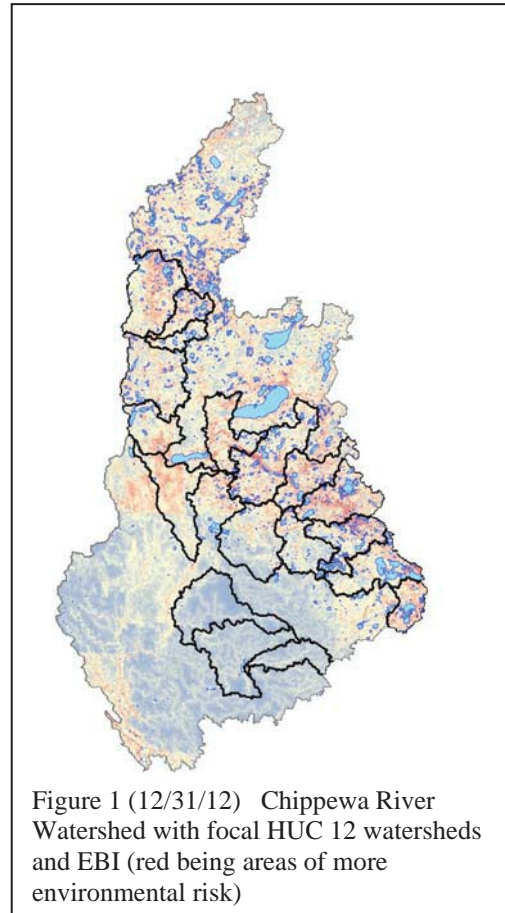 Figure 1 (12/31/12) Chippewa River
Watershed with focal HUC 12 watersheds
and EBI (red being areas of more
environmental risk)